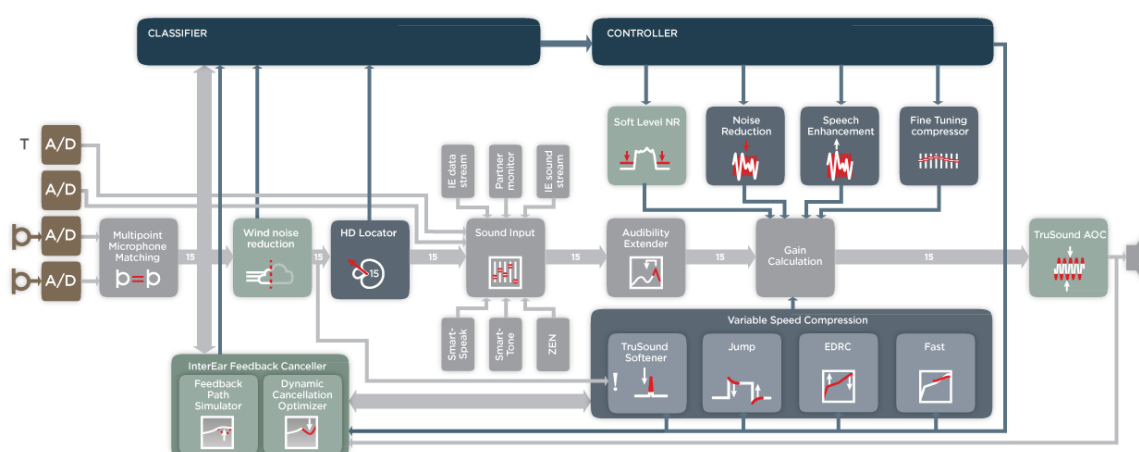 CLASSIFIER
CONTROLLER
Soft Level NR
Noise
Reduction
Speech
Enhancement
Fine Tuning
compressor
T
A/D
A/D
A/D
A/D
IE data
stream
Partner
monitor
IE sound
stream
Multipoint
Microphone
Matching
15
Wind noise
reduction
15
HD Locator
15
15
Sound Input
15
Audibility
Extender
15
Gain
Calculation
15
TruSound AOC
Smart-
Speak
Smart-
Tone
ZEN
Variable Speed Compression
TruSound
Softener
!
Jump
EDRC
Fast
InterEar Feedback Canceller
Feedback
Path
Simulator
Dynamic
Cancellation
Optimizer